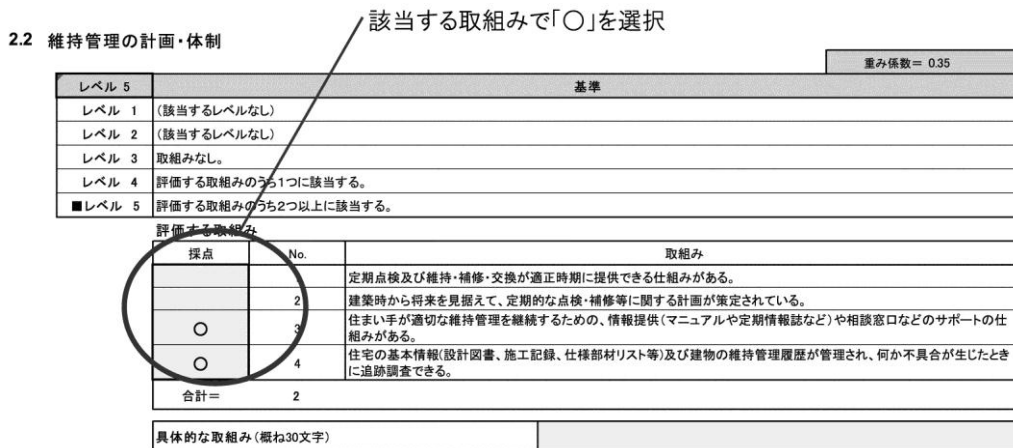 該当する取組みで「○」を選択
2.2 維持管理の計画・体制
重み係数= 0.35
レベル 5 基準
レベル 1 (該当するレベルなし)
レベル 2 (該当するレベルなし)
レベル 3 取組みなし。
レベル 4 評価する取組みのうち1つに該当する。
■レベル 5 評価する取組みのうち2つ以上に該当する。
評価する取組み
採点 No. 取組み
定期点検及び維持・補修・交換が適正時期に提供できる仕組みがある。
2 建築時から将来を見据えて、定期的な点検・補修等に関する計画が策定されている。
○ 3 住まい手が適切な維持管理を継続するための、情報提供(マニュアルや定期情報誌など)や相談窓口などのサポートの仕
組みがある。
○ 4 住宅の基本情報(設計図書、施工記録、仕様部材リスト等)及び建物の維持管理履歴が管理され、何か不具合が生じたとき
に追跡調査できる。
合計= 2
具体的な取組み(概ね30文字)